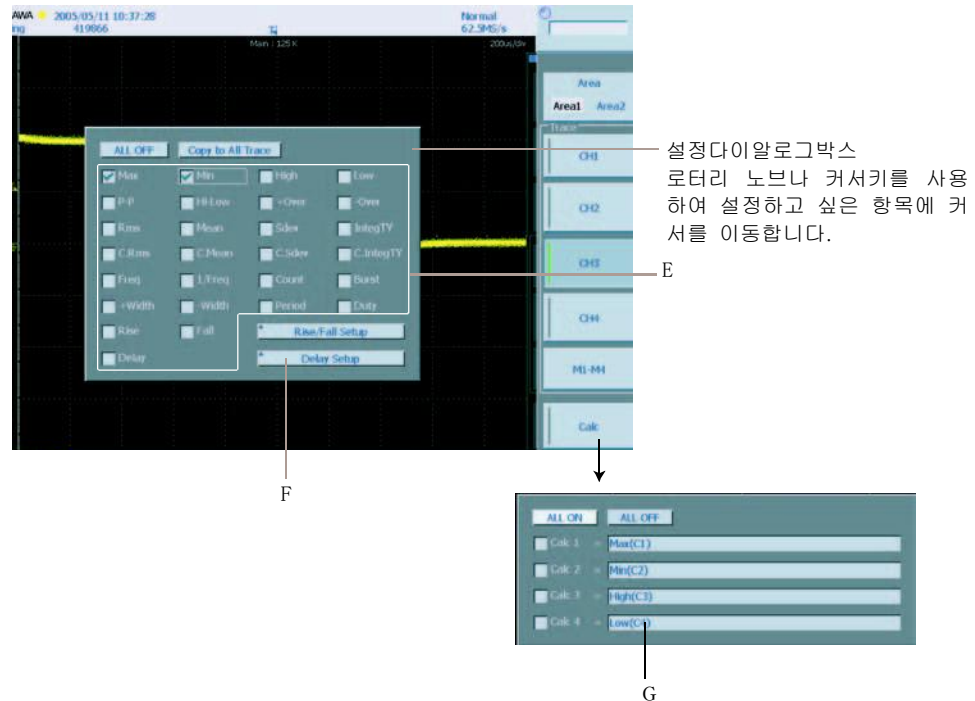 AWA 2005/05/11 10:37:28 Normal
ng 419866 62.5MS/s
Main : 125 K 200us/div
Area
Area1 Area2
Trace
CH1
CH2
CH3
CH4
M1-M4
Calc
ALL OFF Copy to All Trace
Max Min High Low
P-P Hi-Low +Over -Over
Rms Mean Sdev IntegTY
C.Rms C.Mean C.Sdev C.IntegTY
Freq 1/Freq Count Burst
+Width -Width Period Duty
Rise Fall Rise/Fall Setup
Delay Delay Setup
설정다이알로그박스
로터리 노브나 커서키를 사용
하여 설정하고 싶은 항목에 커
서를 이동합니다.
E
F
ALL ON ALL OFF
Calc 1 = Max(C1)
Calc 2 = Min(C2)
Calc 3 = High(C3)
Calc 4 = Low(C4)
G